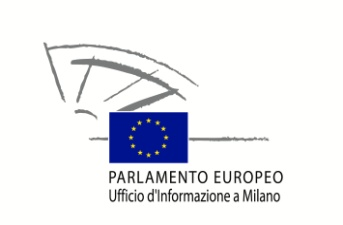 PARLAMENTO EUROPEO
Ufficio d'Informazione a Milano